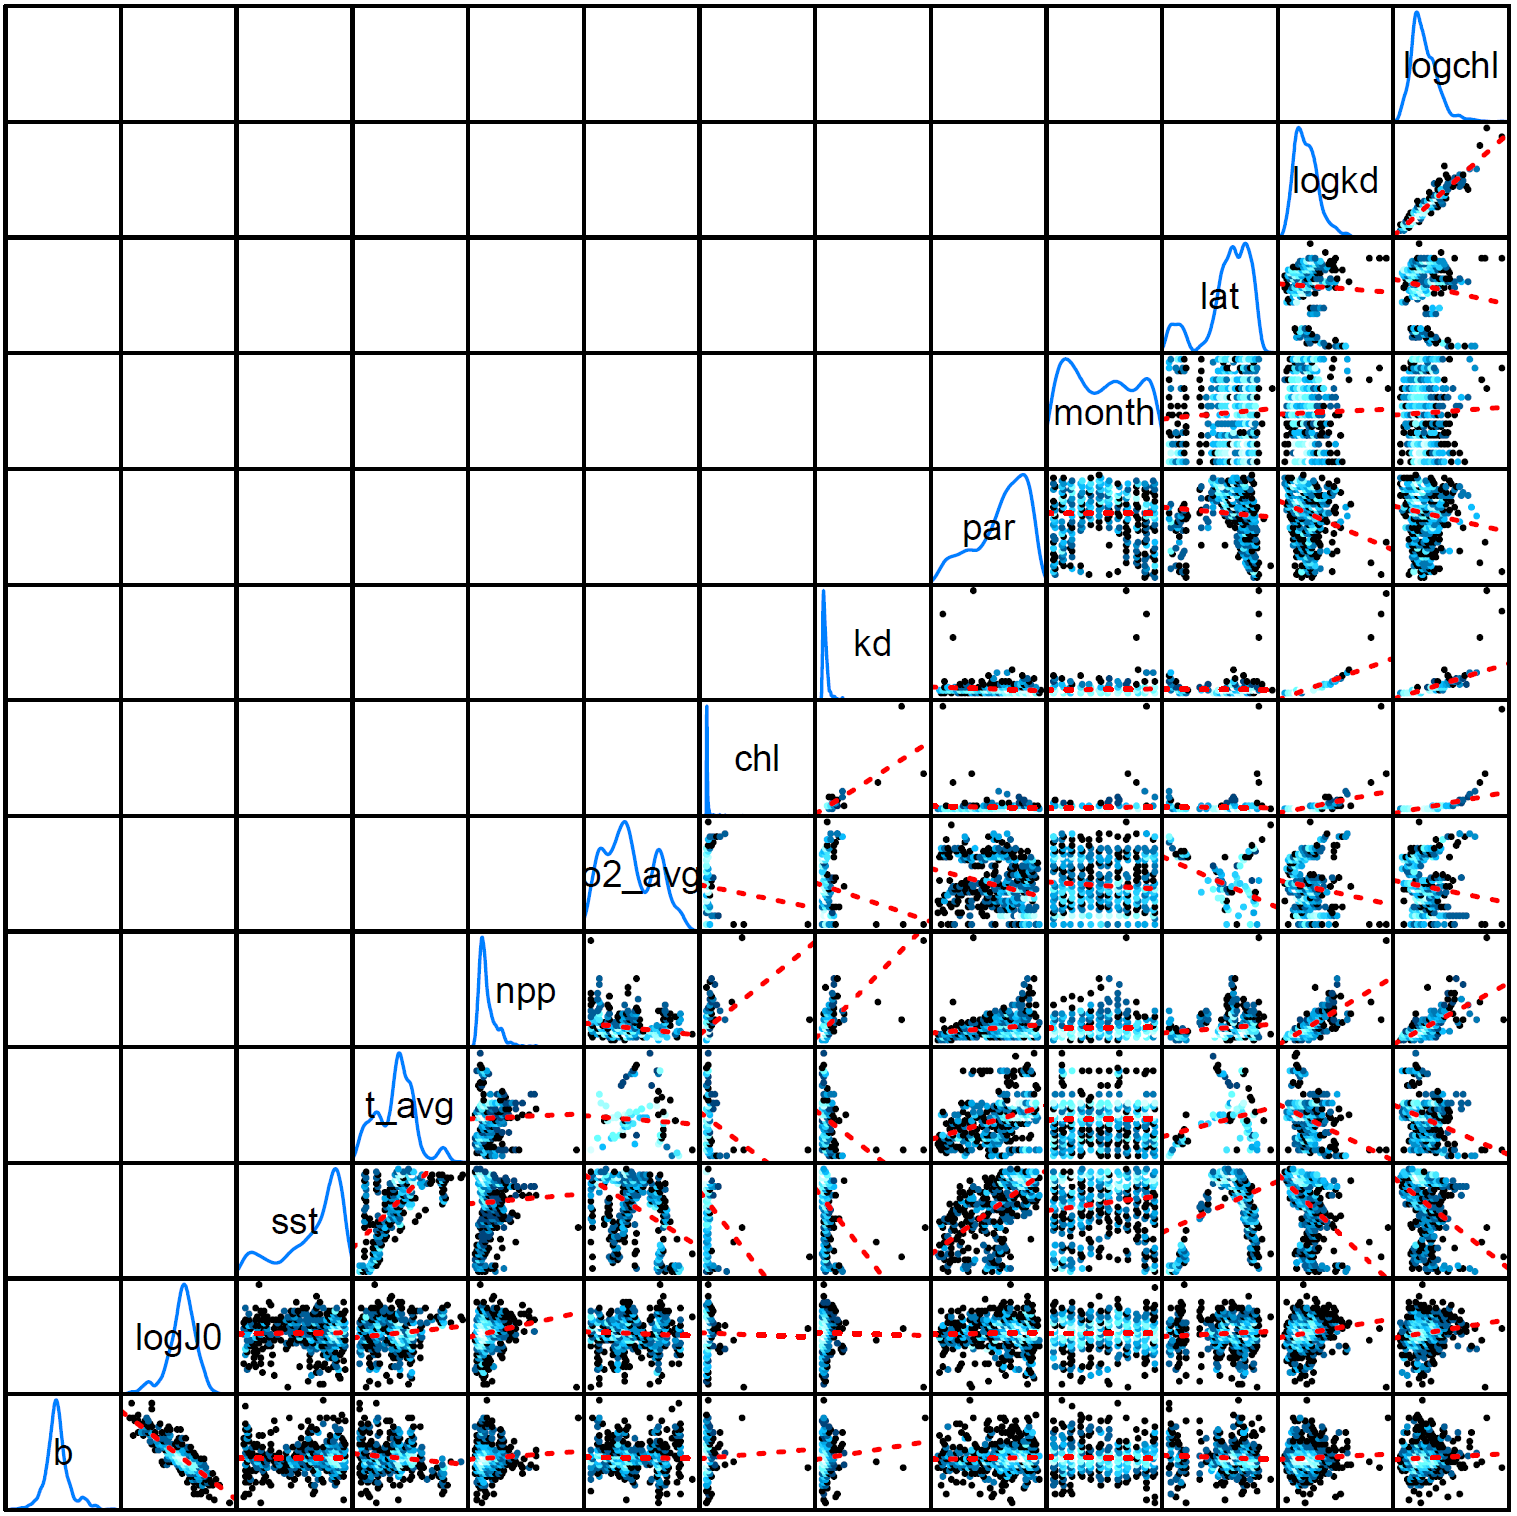 logchl
logkd
lat
month
par
kd
chl
o2_avg
npp
t_avg
sst
logJ0
b